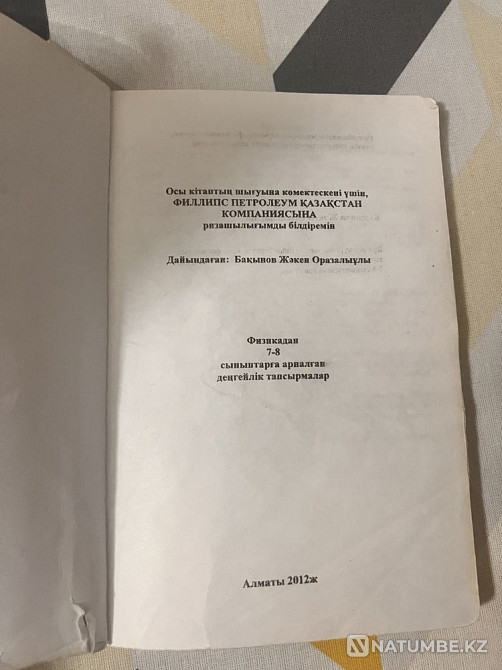 Осы кітаптың шығуына көмектескені үшін,
ФИЛЛИПС ПЕТРОЛЕУМ ҚАЗАҚСТАН
КОМПАНИЯСЫНА
ризашылығымды білдіремін
Дайындаған: Бақынов Жәкен Оразалыұлы
Физикадан
7-8
сыныптарға арналған
деңгейлік тапсырмалар
Алматы 2012ж
NATUMBE.KZ